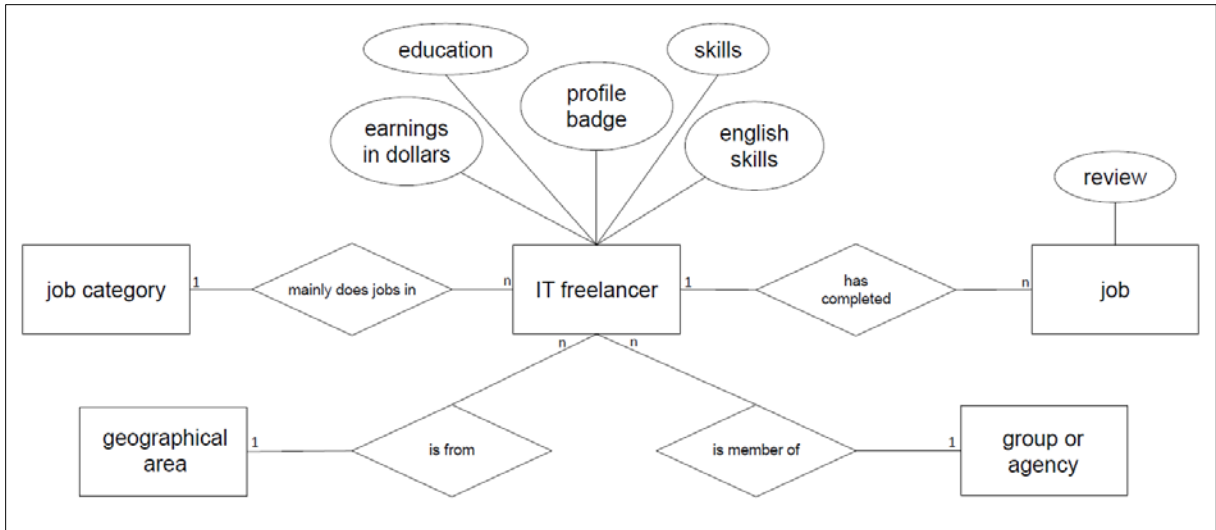 education
skills
profile
badge
earnings
in dollars
english
skills
review
job category
1
mainly does jobs in
n
IT freelancer
1
has
completed
n
job
n
n
geographical
area
1
is from
is member of
1
group or
agency